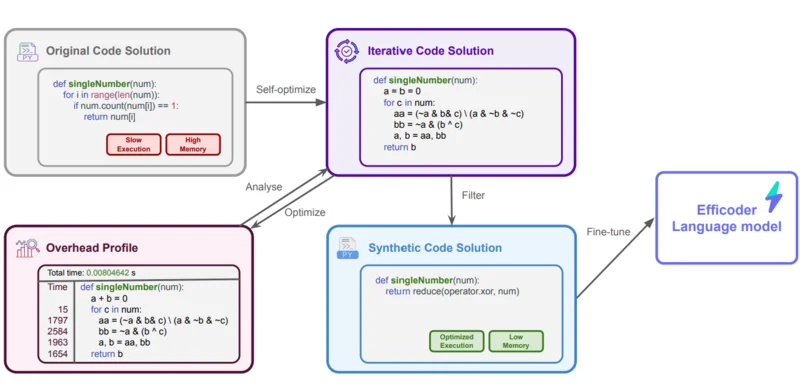 Original Code Solution
def singleNumber(num):
for i in range(len(num)):
if num.count(num[i]) == 1:
return num[i]
Slow
Execution
High
Memory
Self-optimize
Iterative Code Solution
def singleNumber(num):
a = b = 0
for c in num:
aa = (~a & b& c) \ (a & ~b & ~c)
bb = ~a & (b ^ c)
a, b = aa, bb
return b
Analyse
Optimize
Filter
Overhead Profile
Total time: 0.00804642 s
Time def singleNumber(num):
a + b = 0
15 for c in num:
1797 aa = (~a & b& c) \ (a & ~b & ~c)
2584 bb = ~a & (b ^ c)
1963 a, b = aa, bb
1654 return b
PY
Synthetic Code Solution
def singleNumber(num):
return reduce(operator.xor, num)
Optimized
Execution
Low
Memory
Fine-tune
Efficoder
Language model
PY